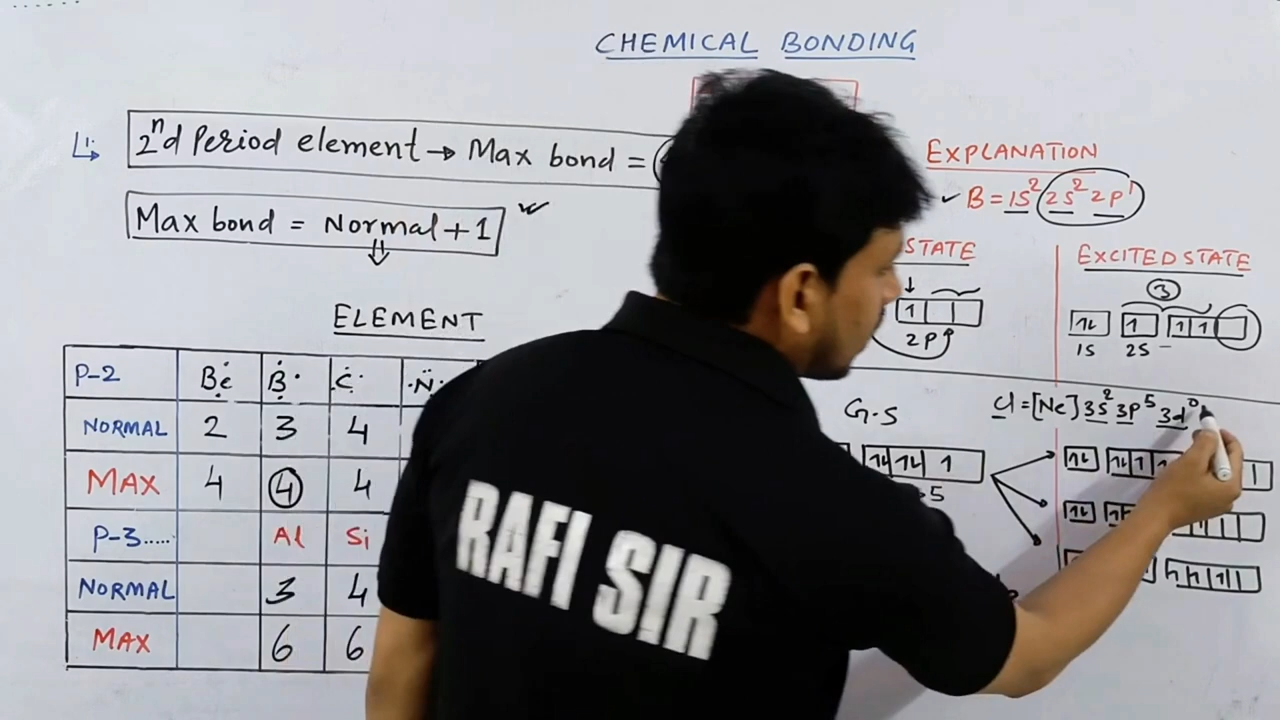 CHEMICAL BONDING
2nd Period element → Max bond =
Max bond = Normal + 1
EXPLANATION
B = 1S² 2S² 2P¹
STATE
EXCITED STATE
3
1
2P
1S 2S
ELEMENT
P-2 Be B C N
NORMAL 2 3 4
MAX 4 4 4
P-3..... Al Si
NORMAL 3 4
MAX 6 6
G.S
Cl = [Ne] 3S² 3P⁵ 3d⁰
5
RAFI SIR